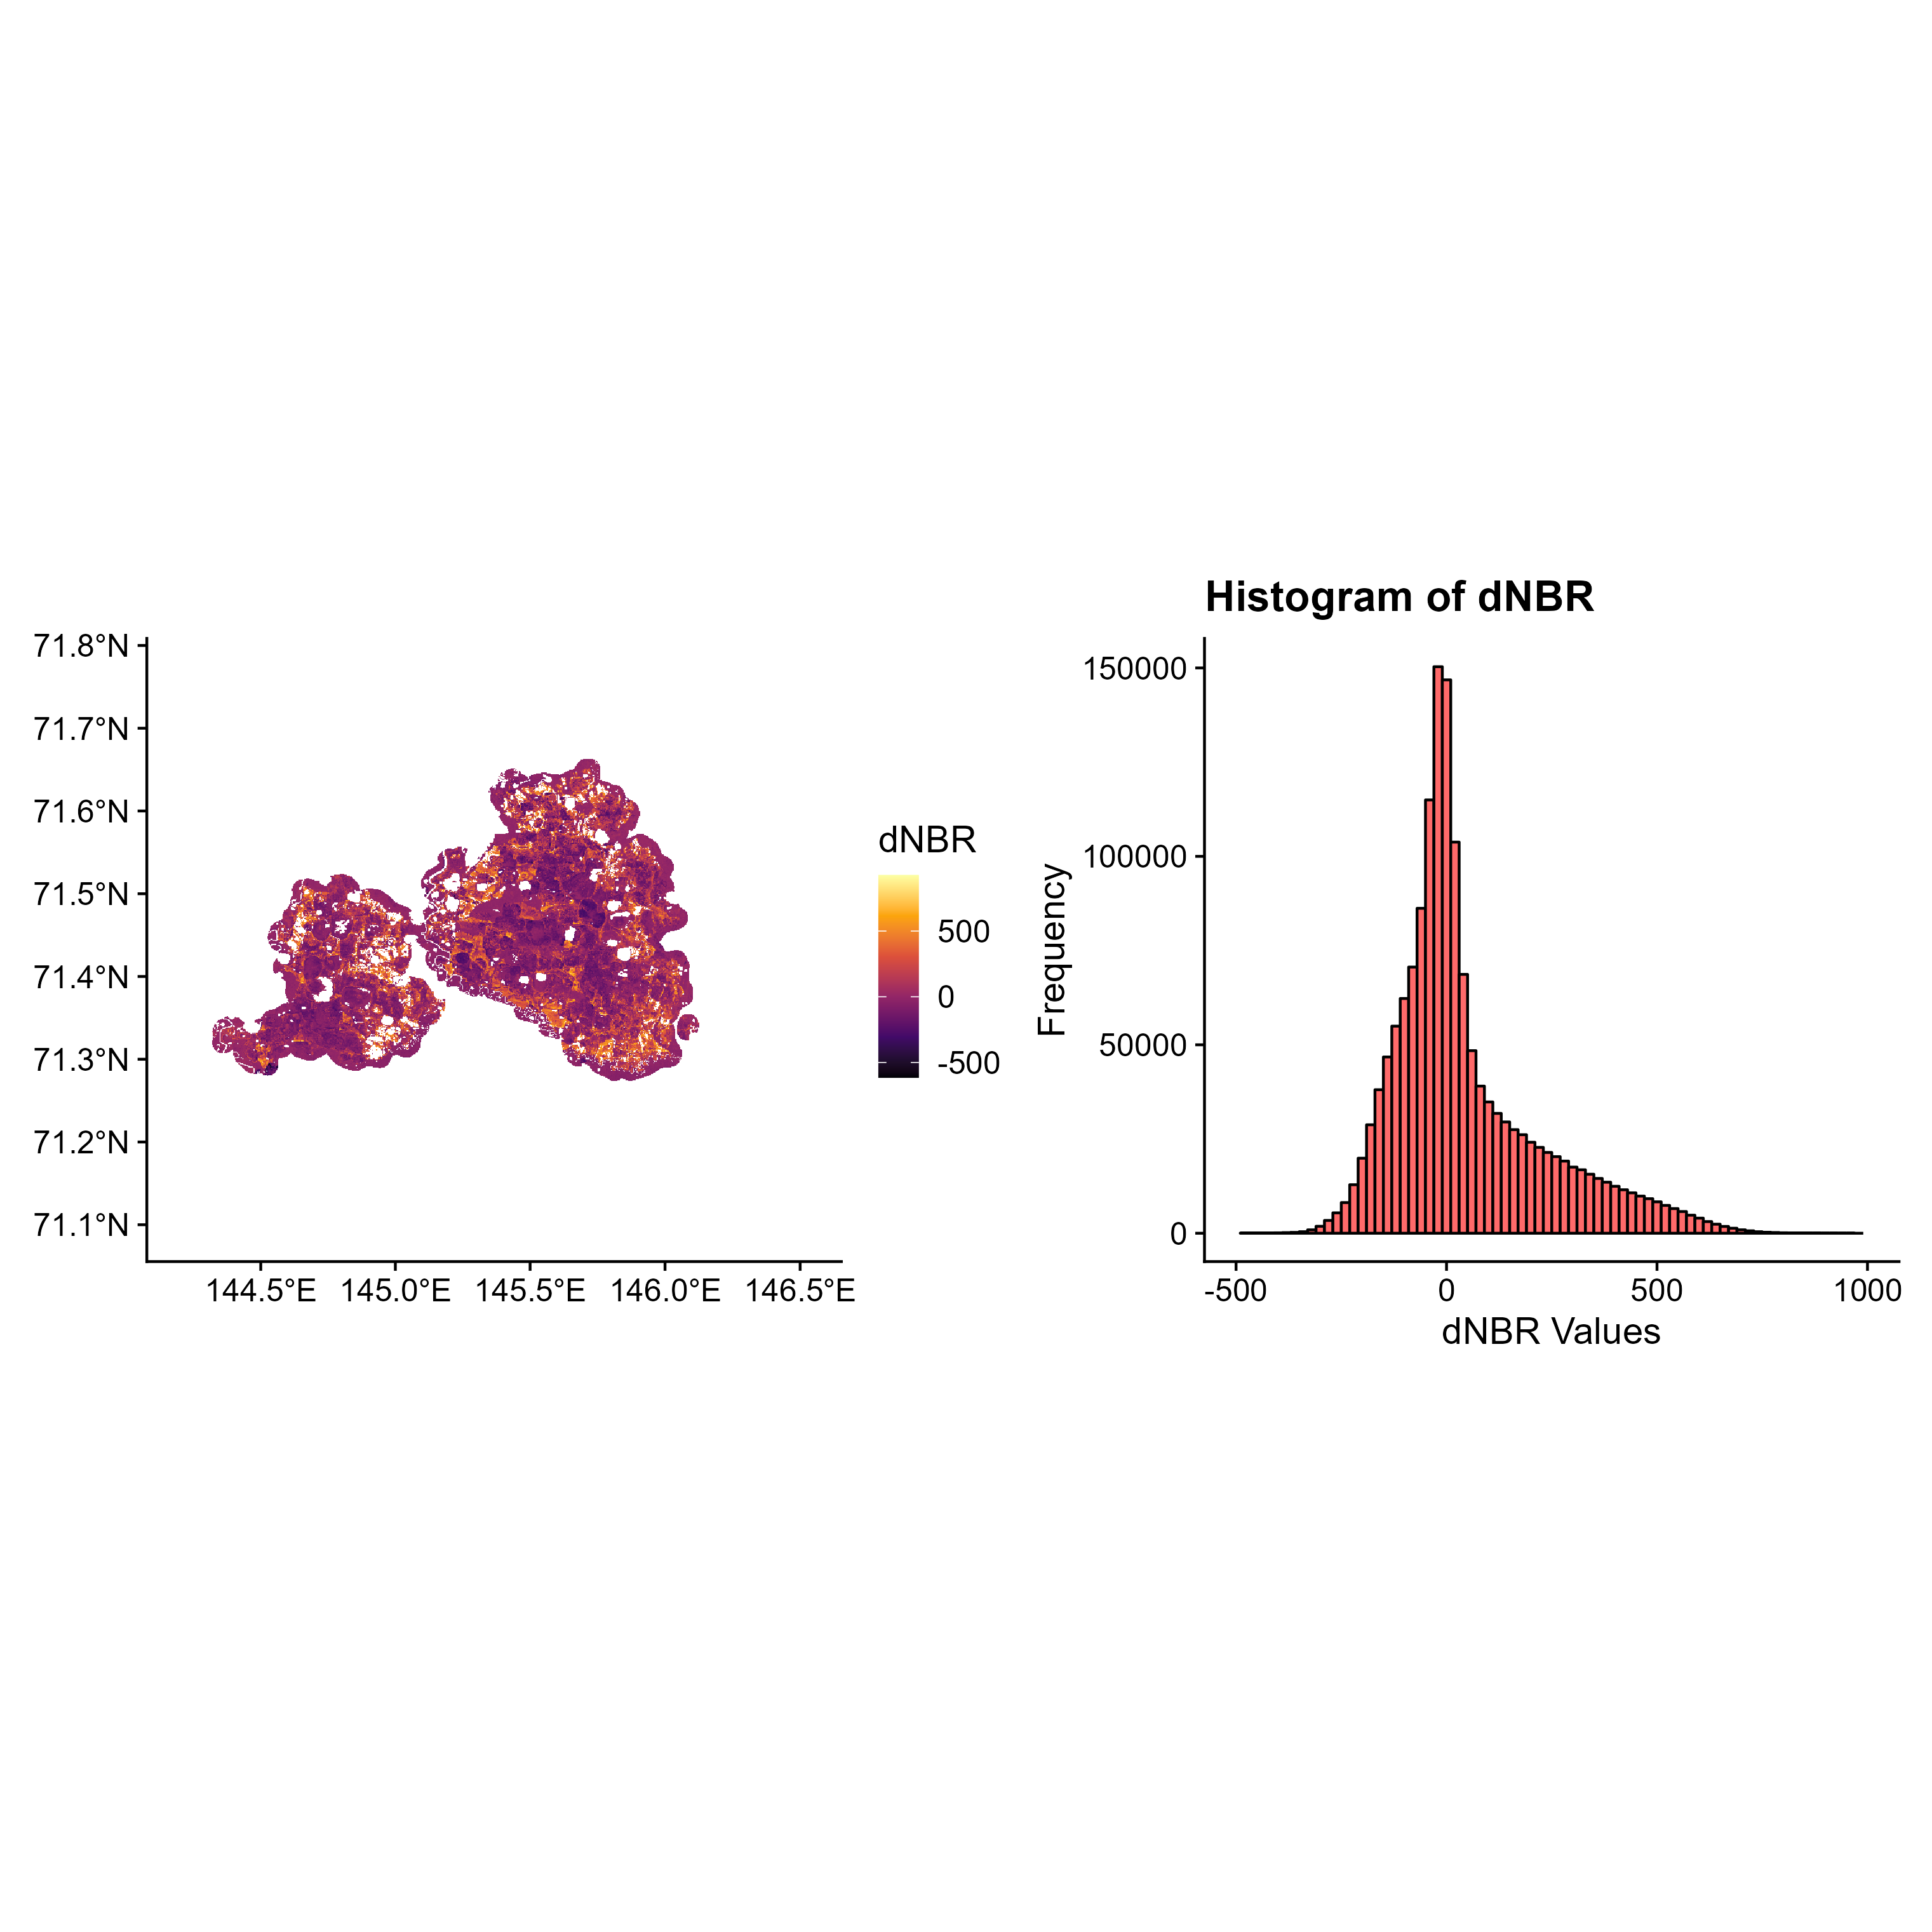 71.8°N
71.7°N
71.6°N
71.5°N
71.4°N
71.3°N
71.2°N
71.1°N
144.5°E 145.0°E 145.5°E 146.0°E 146.5°E
dNBR
500
0
-500
Histogram of dNBR
Frequency
150000
100000
50000
0
-500 0 500 1000
dNBR Values